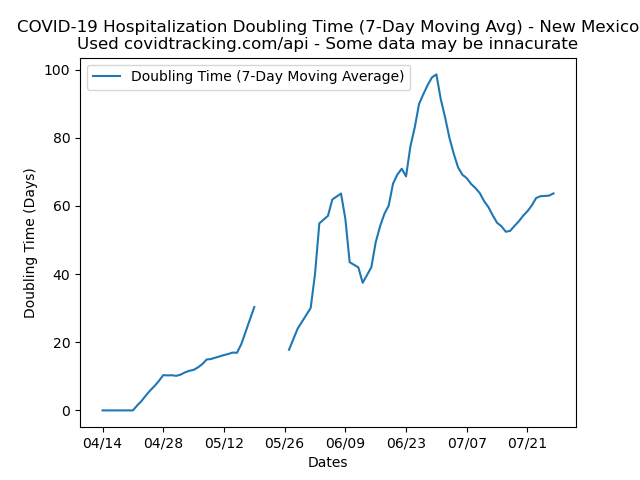 COVID-19 Hospitalization Doubling Time (7-Day Moving Avg) - New Mexico
Used covidtracking.com/api - Some data may be innacurate
Doubling Time (7-Day Moving Average)
100
80
60
40
20
0
Doubling Time (Days)
04/14 04/28 05/12 05/26 06/09 06/23 07/07 07/21
Dates